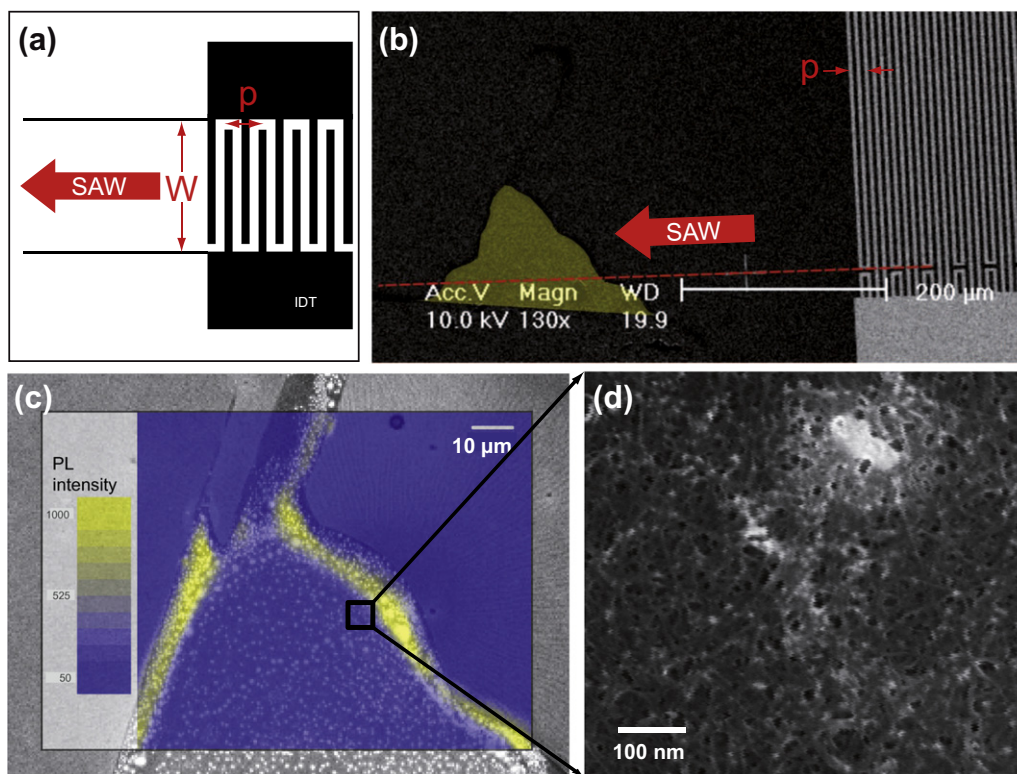 (a)
p
W
SAW
IDT
(b)
p
SAW
Acc.V Magn WD
10.0 kV 130x 19.9
200 µm
(c)
10 µm
PL
intensity
1000
525
50
(d)
100 nm